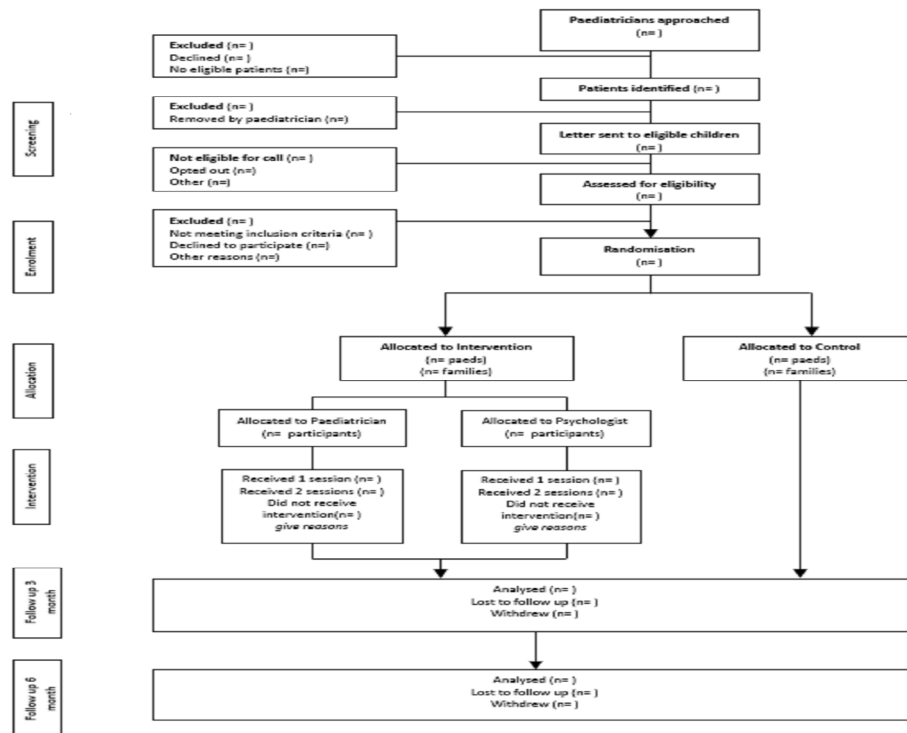 Paediatricians approached
(n= )
Excluded (n= )
Declined (n= )
No eligible patients (n=)
Patients identified (n= )
Screening
Excluded (n= )
Removed by paediatrician (n=)
Letter sent to eligible children
(n= )
Not eligible for call (n= )
Opted out (n=)
Other (n=)
Assessed for eligibility
(n= )
Enrolment
Excluded (n= )
Not meeting inclusion criteria (n= )
Declined to participate (n=)
Other reasons (n=)
Randomisation
(n= )
Allocation
Allocated to Intervention
(n= paeds)
(n= families)
Allocated to Control
(n= paeds)
(n= families)
Allocated to Paediatrician
(n=  participants)
Allocated to Psychologist
(n=  participants)
Intervention
Received 1 session (n= )
Received 2 sessions (n= )
Did not receive
intervention(n= )
give reasons
Received 1 session (n= )
Received 2 sessions (n= )
Did not receive
intervention(n= )
give reasons
Follow up 3
month
Analysed (n= )
Lost to follow up (n= )
Withdrew (n= )
Follow up 6
month
Analysed (n= )
Lost to follow up (n= )
Withdrew (n= )